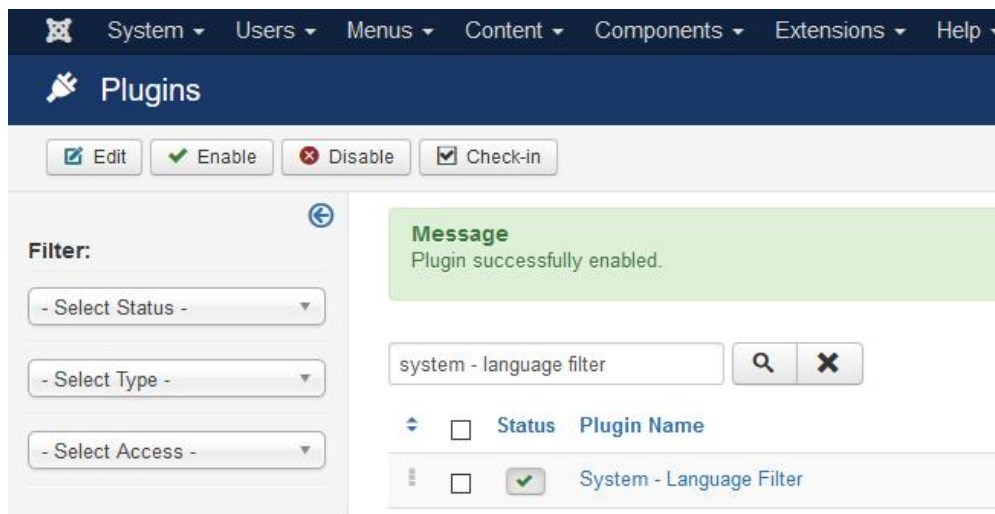 System Users Menus Content Components Extensions Help
Plugins
Edit Enable Disable Check-in
Filter:
- Select Status -
- Select Type -
- Select Access -
Message
Plugin successfully enabled.
system - language filter
Status Plugin Name
System - Language Filter